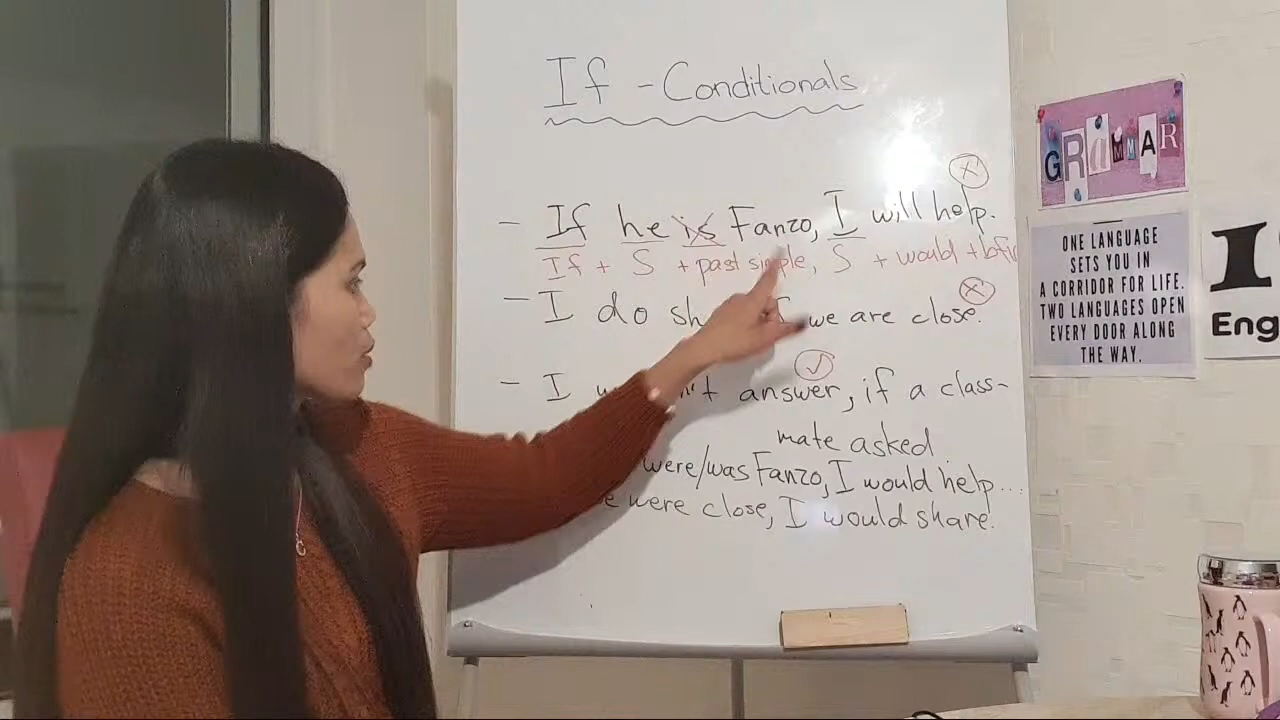 If - Conditionals
- If he is Fanzo, I will help.
If + S + past simple, S + would +
- I do we are close.
- I answer, if a class-
mate asked
were/was Fanzo, I would help...
were close, I would share.
GRAMMAR
ONE LANGUAGE
SETS YOU IN
A CORRIDOR FOR LIFE.
TWO LANGUAGES OPEN
EVERY DOOR ALONG
THE WAY.
I
Eng